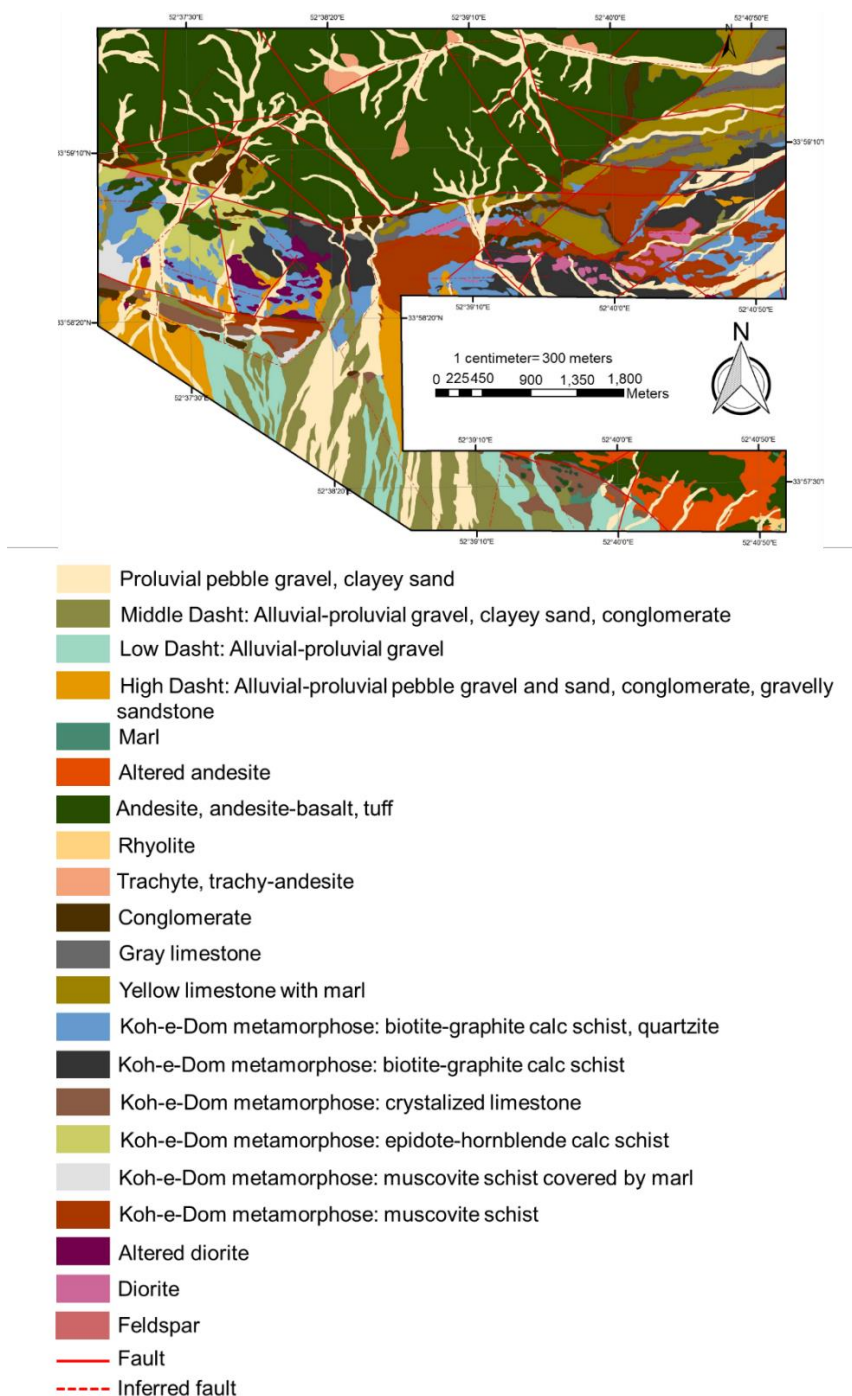 52°37'30"E 52°38'20"E 52°39'10"E 52°40'0"E 52°40'50"E
N
33°59'10"N 33°59'10"N
52°39'10"E 52°40'0"E 52°40'50"E
33°58'20"N 33°58'20"N
N
1 centimeter= 300 meters
0 225450 900 1,350 1,800
Meters
52°37'30"E
52°39'10"E 52°40'0"E 52°40'50"E
52°38'20"E 33°57'30"N
52°39'10"E 52°40'0"E 52°40'50"E
Proluvial pebble gravel, clayey sand
Middle Dasht: Alluvial-proluvial gravel, clayey sand, conglomerate
Low Dasht: Alluvial-proluvial gravel
High Dasht: Alluvial-proluvial pebble gravel and sand, conglomerate, gravelly
sandstone
Marl
Altered andesite
Andesite, andesite-basalt, tuff
Rhyolite
Trachyte, trachy-andesite
Conglomerate
Gray limestone
Yellow limestone with marl
Koh-e-Dom metamorphose: biotite-graphite calc schist, quartzite
Koh-e-Dom metamorphose: biotite-graphite calc schist
Koh-e-Dom metamorphose: crystalized limestone
Koh-e-Dom metamorphose: epidote-hornblende calc schist
Koh-e-Dom metamorphose: muscovite schist covered by marl
Koh-e-Dom metamorphose: muscovite schist
Altered diorite
Diorite
Feldspar
Fault
Inferred fault